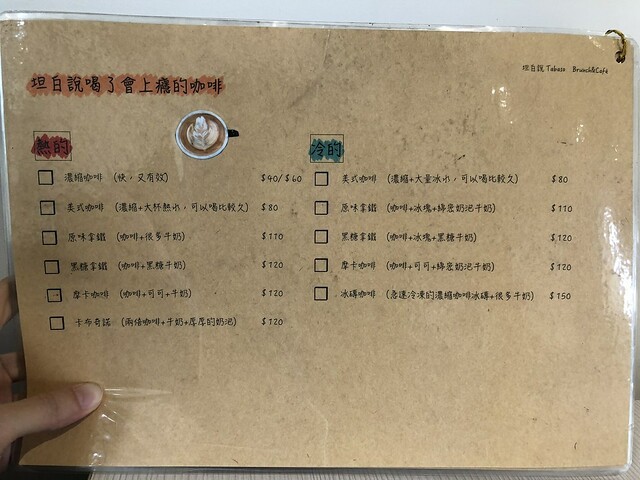 坦白說 Tabaso Brunch&Café
坦白說喝了會上癮的咖啡
熱的
濃縮咖啡 (快，又有效) $40/$60
美式咖啡 (濃縮+大杯熱水，可以喝比較久) $80
原味拿鐵 (咖啡+很多牛奶) $110
黑糖拿鐵 (咖啡+黑糖牛奶) $120
摩卡咖啡 (咖啡+可可+牛奶) $120
卡布奇諾 (兩倍咖啡+牛奶+厚厚的奶泡) $120
冷的
美式咖啡 (濃縮+大量冰水，可以喝比較久) $80
原味拿鐵 (咖啡+冰塊+綿密奶泡牛奶) $110
黑糖拿鐵 (咖啡+冰塊+黑糖牛奶) $120
摩卡咖啡 (咖啡+可可+綿密奶泡牛奶) $120
冰磚咖啡 (急速冷凍的濃縮咖啡冰磚+很多牛奶) $150